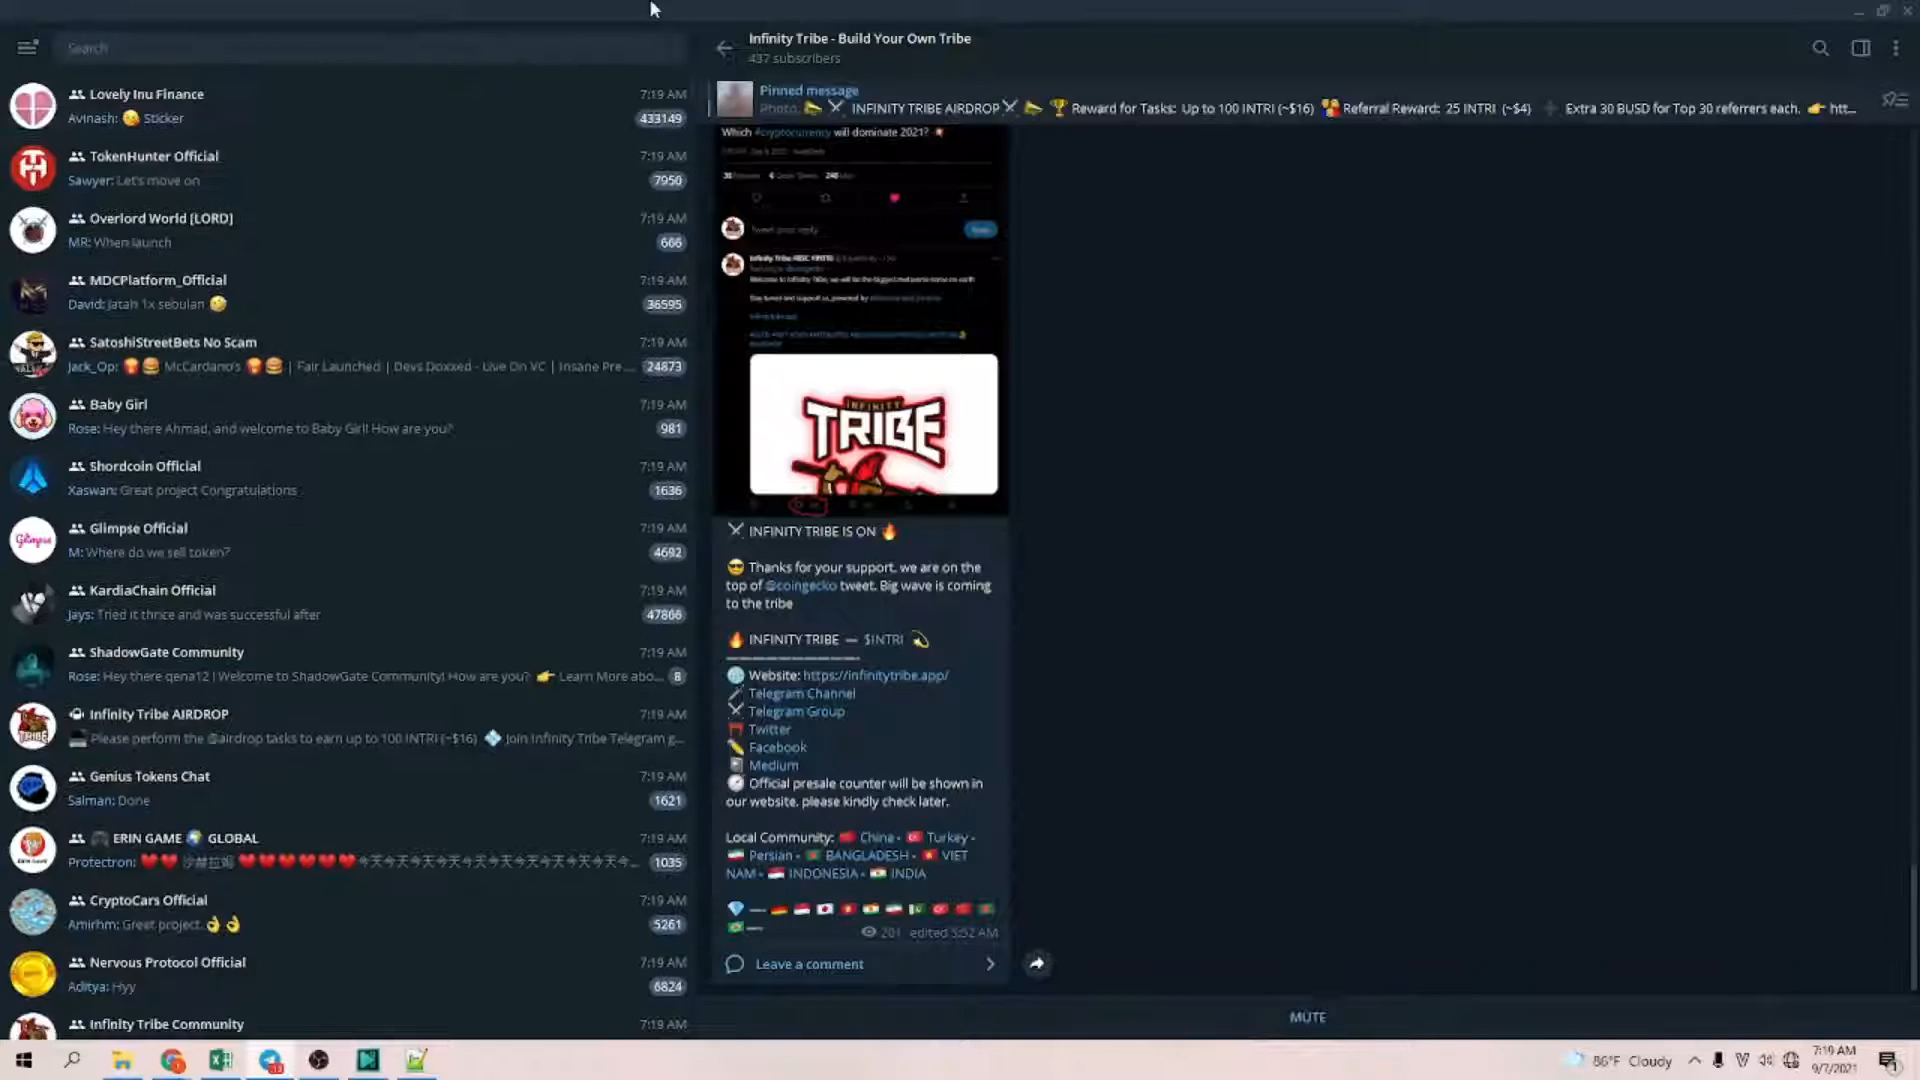 Search
Lovely Inu Finance
7:19 AM
Avinash: Sticker
433149
TokenHunter Official
7:19 AM
Sawyer: Let's move on
7950
Overlord World [LORD]
7:19 AM
MR: When launch
666
MDCPlatform_Official
7:19 AM
David: Jatah 1x sebulan 🤣
36595
SatoshiStreetBets No Scam
7:19 AM
Jack_Op: 🍟🍔 McCardano's 🍟🍔 | Fair Launched | Devs Doxxed - Live On VC | Insane Pre...
24873
Baby Girl
7:19 AM
Rose: Hey there Ahmad, and welcome to Baby Girl! How are you?
981
Shordcoin Official
7:19 AM
Xaswan: Great project Congratulations
1636
Glimpse Official
7:19 AM
M: Where do we sell token?
4692
KardiaChain Official
7:19 AM
Jays: Tried it thrice and was successful after
47866
ShadowGate Community
7:19 AM
Rose: Hey there qena12 ! Welcome to ShadowGate Community! How are you? 👉 Learn More abo...
8
Infinity Tribe AIRDROP
7:19 AM
Please perform the @airdrop tasks to earn up to 100 INTRI (~$16) 💠 Join Infinity Tribe Telegram g...
Genius Tokens Chat
7:19 AM
Salman: Done
1621
🎮 ERIN GAME 🌍 GLOBAL
7:19 AM
1035
CryptoCars Official
7:19 AM
Amirhm: Great project 👌👌
5261
Nervous Protocol Official
7:19 AM
Aditya: Hyy
6824
Infinity Tribe Community
7:19 AM
Infinity Tribe - Build Your Own Tribe
437 subscribers
Pinned message
Photo, INFINITY TRIBE AIRDROP 🏆 Reward for Tasks: Up to 100 INTRI (~$16) Referral Reward: 25 INTRI (~$4) ➕ Extra 30 BUSD for Top 30 referrers each. 👉 htt...
Which #cryptocurrency will dominate 2021?
Tweet your reply
INFINITY
TRIBE
⚔ INFINITY TRIBE IS ON 🔥
😎 Thanks for your support, we are on the
top of @coingecko tweet. Big wave is coming
to the tribe
🔥 INFINITY TRIBE — $INTRI 💫
🌐 Website: https://infinitytribe.app/
Telegram Channel
⚔ Telegram Group
Twitter
Facebook
Medium
Official presale counter will be shown in
our website, please kindly check later.
Local Community: 🇨🇳 China - 🇹🇷 Turkey -
🇮🇷 Persian - 🇧🇩 BANGLADESH - 🇻🇳 VIET
NAM - 🇮🇩 INDONESIA - 🇮🇳 INDIA
201 edited 5:52 AM
Leave a comment
MUTE
86°F Cloudy
7:19 AM
9/7/2021